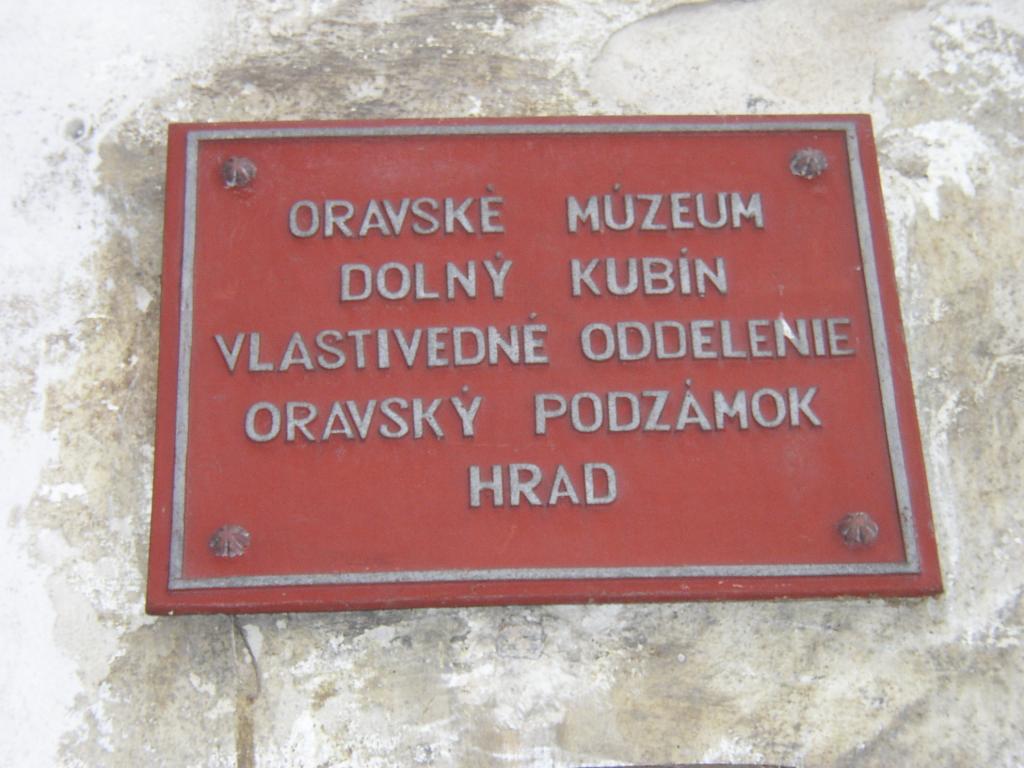 ORAVSKÉ MÚZEUM
DOLNÝ KUBÍN
VLASTIVEDNÉ ODDELENIE
ORAVSKÝ PODZÁMOK
HRAD